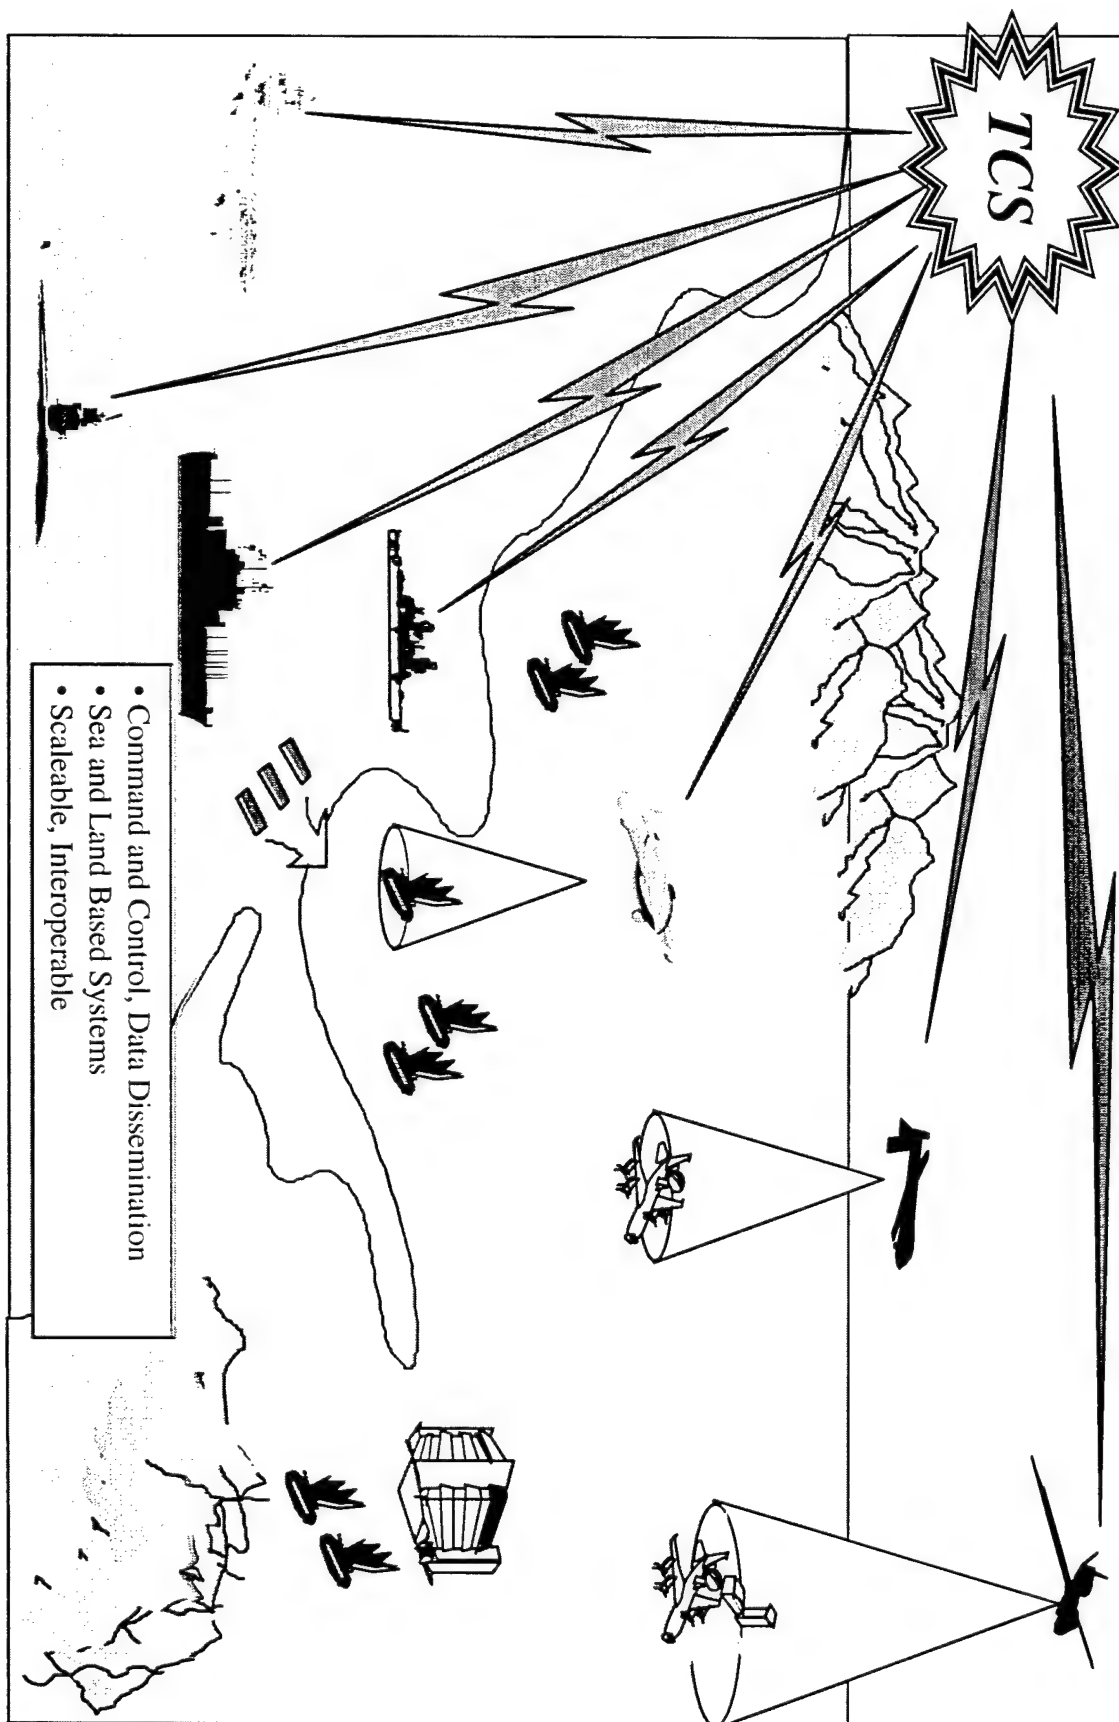 TCS
• Command and Control, Data Dissemination
• Sea and Land Based Systems
• Scaleable, Interoperable